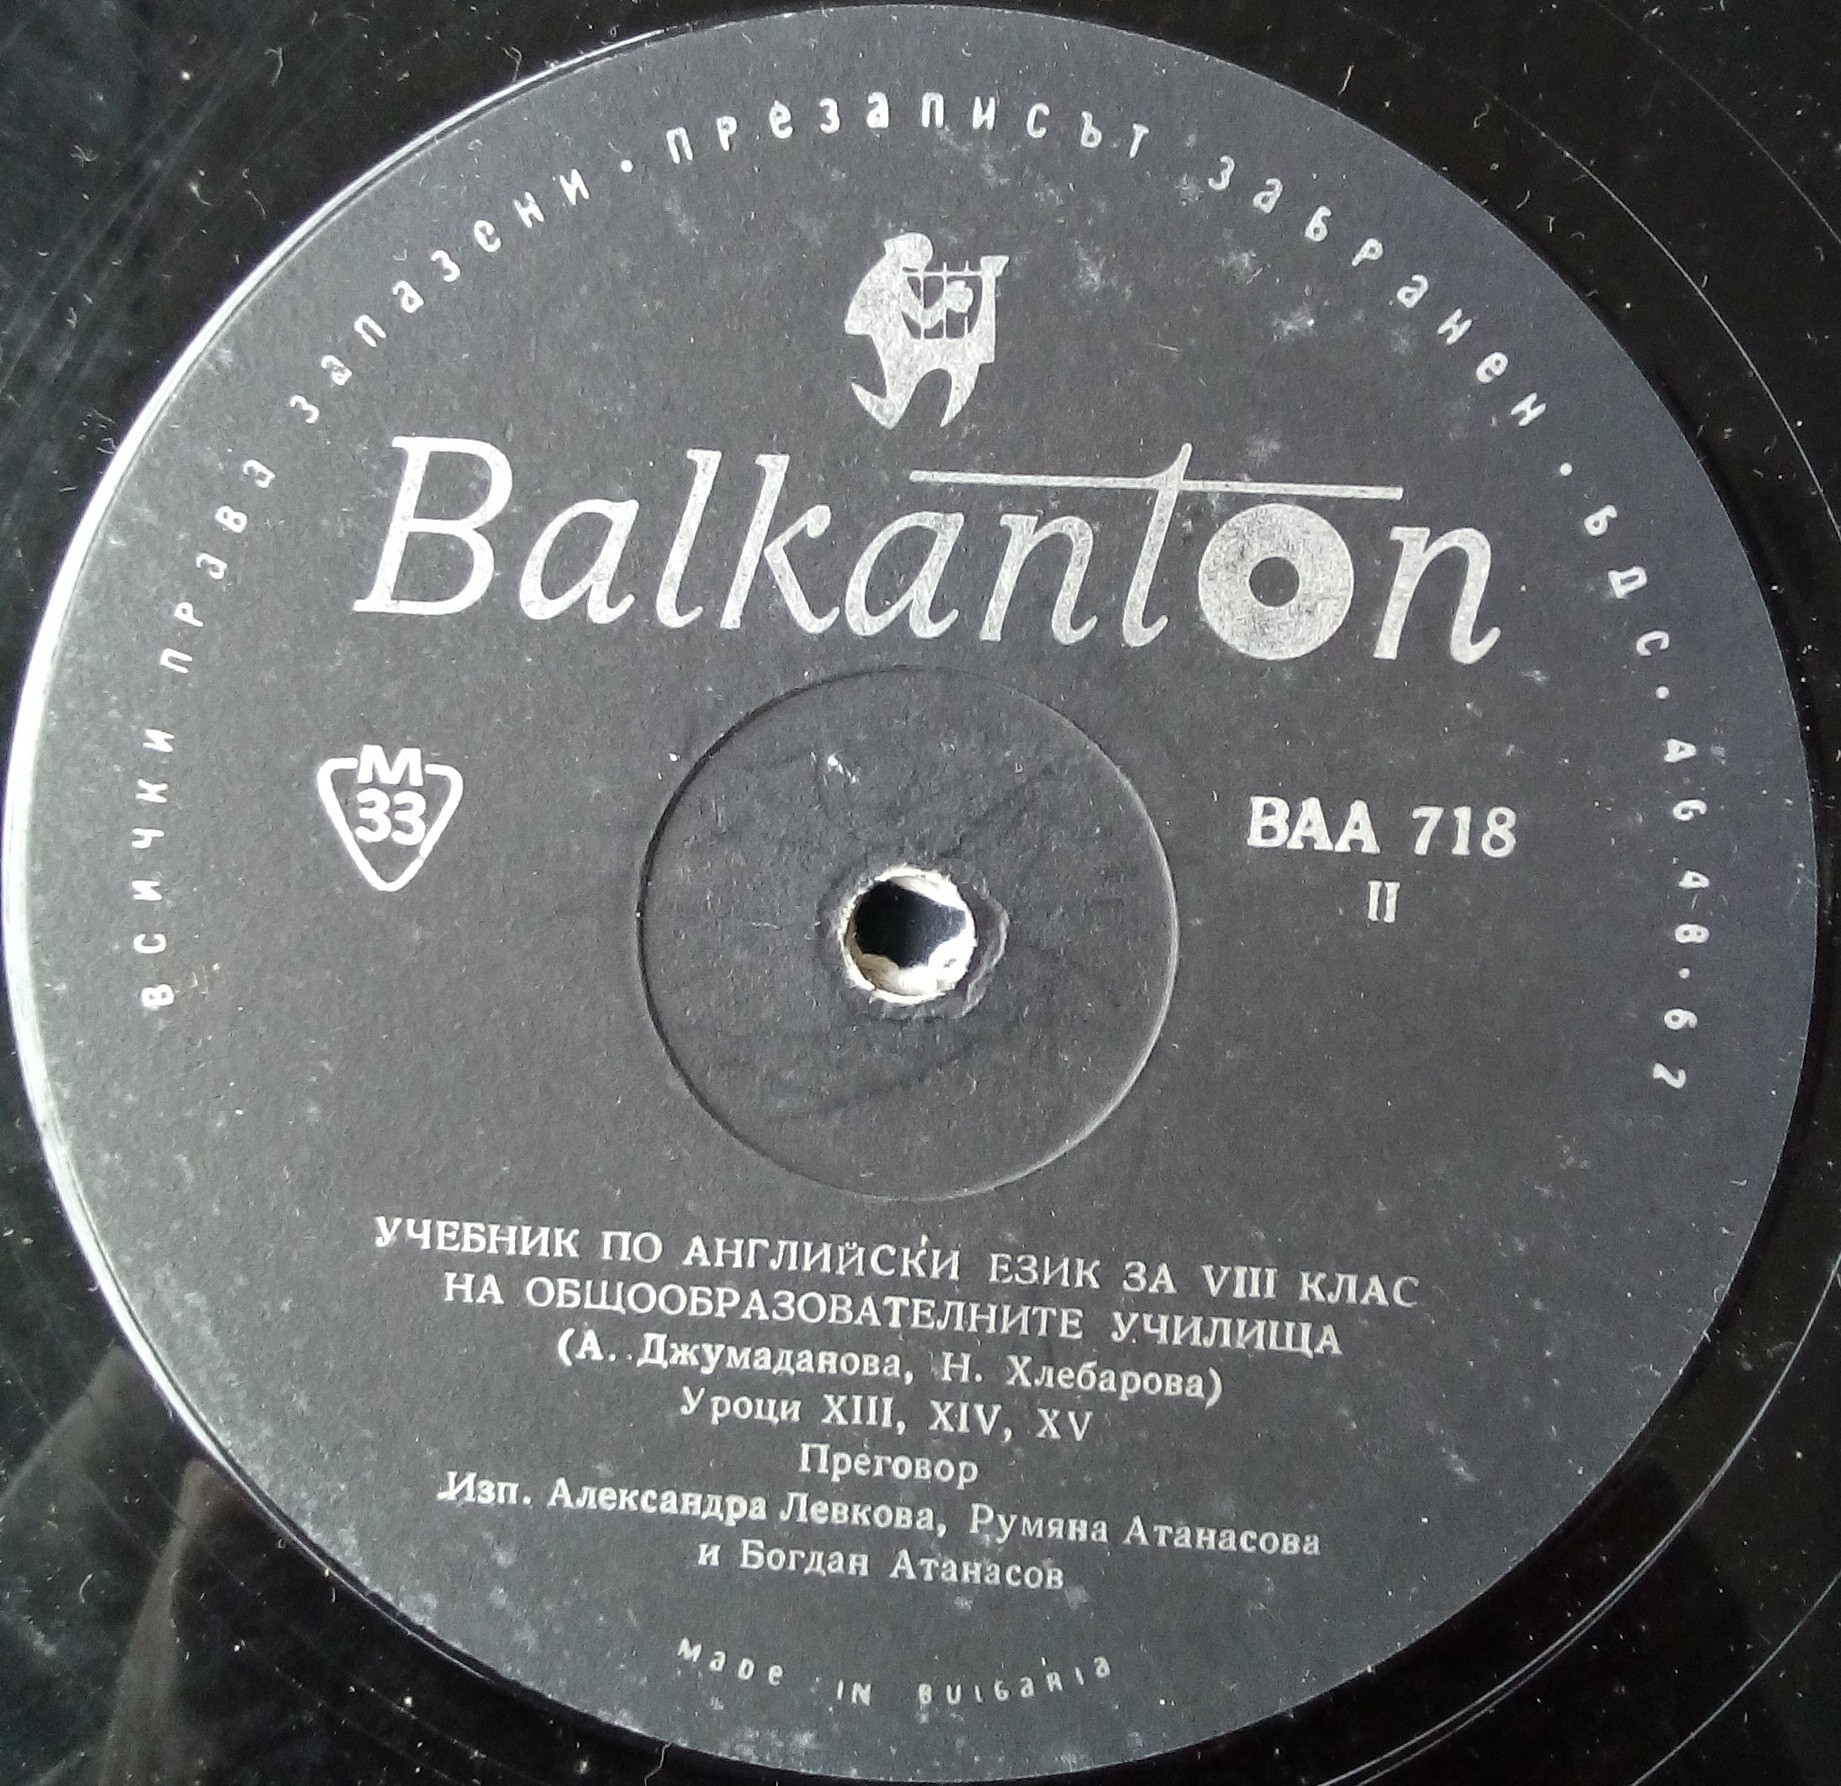 ВСИЧКИ ПРАВА ЗАПАЗЕНИ · ПРЕЗАПИСЪТ ЗАБРАНЕН · БДС · 4648 · 62
Balkanton
М
33
ВАА 718
II
УЧЕБНИК ПО АНГЛИЙСКИ ЕЗИК ЗА VIII КЛАС
НА ОБЩООБРАЗОВАТЕЛНИТЕ УЧИЛИЩА
(А. Джумаданова, Н. Хлебарова)
Уроци XIII, XIV, XV
Преговор
Изп. Александра Левкова, Румяна Атанасова
и Богдан Атанасов
MADE IN BULGARIA